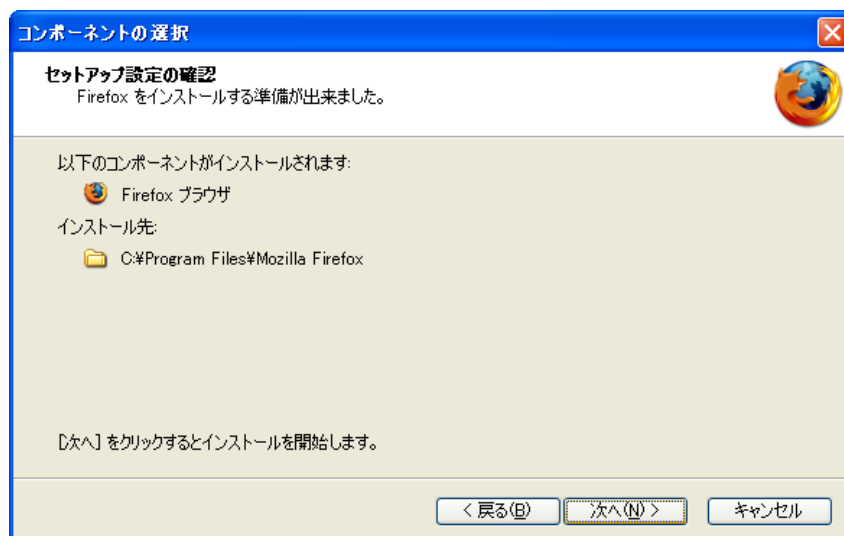 コンポーネントの選択
セットアップ設定の確認
Firefox をインストールする準備が出来ました。
以下のコンポーネントがインストールされます:
Firefox ブラウザ
インストール先:
C:¥Program Files¥Mozilla Firefox
[次へ] をクリックするとインストールを開始します。
< 戻る(B) 次へ(N) > キャンセル